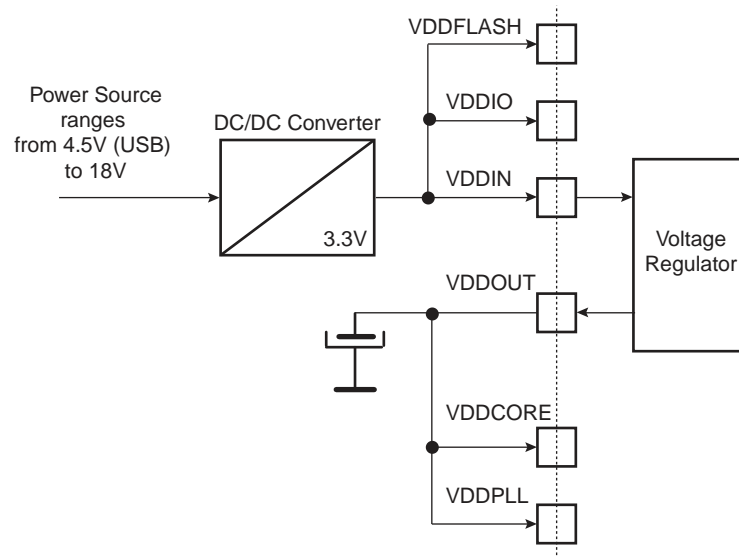 VDDFLASH
Power Source
ranges
from 4.5V (USB)
to 18V
DC/DC Converter
3.3V
VDDIO
VDDIN
Voltage
Regulator
VDDOUT
VDDCORE
VDDPLL